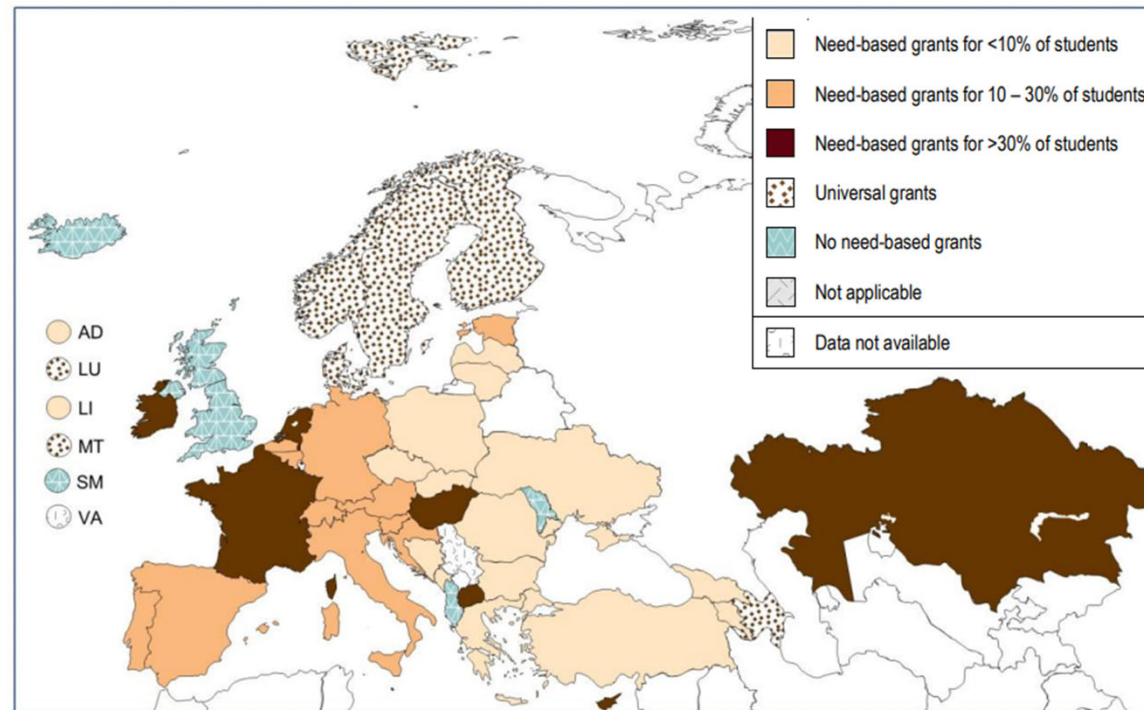 Need-based grants for <10% of students
Need-based grants for 10 – 30% of students
Need-based grants for >30% of students
Universal grants
No need-based grants
Not applicable
Data not available
AD
LU
LI
MT
SM
VA